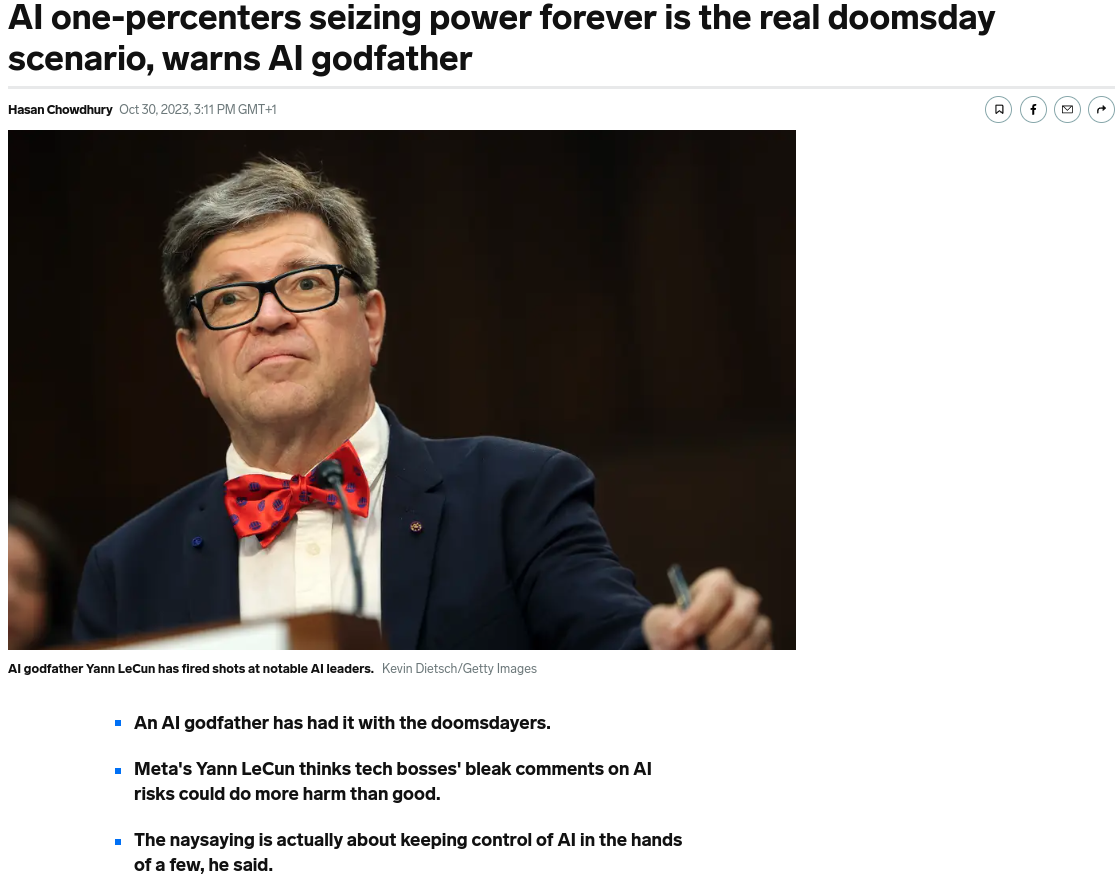 AI one-percenters seizing power forever is the real doomsday
scenario, warns AI godfather
Hasan Chowdhury Oct 30, 2023, 3:11 PM GMT+1
AI godfather Yann LeCun has fired shots at notable AI leaders. Kevin Dietsch/Getty Images
An AI godfather has had it with the doomsdayers.
Meta's Yann LeCun thinks tech bosses' bleak comments on AI
risks could do more harm than good.
The naysaying is actually about keeping control of AI in the hands
of a few, he said.